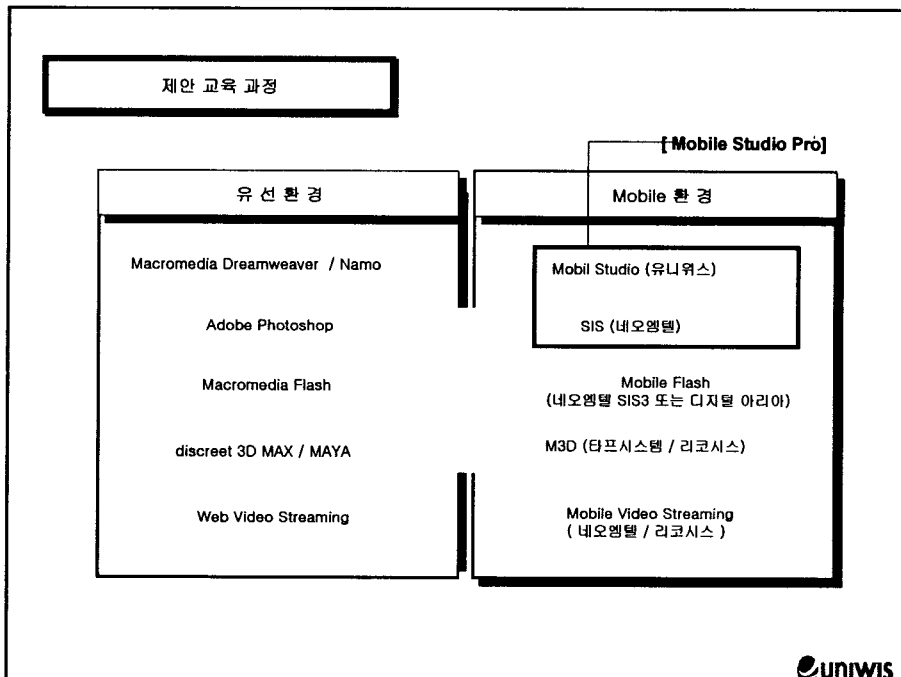 제안 교육 과정
[ Mobile Studio Pro]
유 선 환 경
Macromedia Dreamweaver / Namo
Adobe Photoshop
Macromedia Flash
discreet 3D MAX / MAYA
Web Video Streaming
Mobile 환 경
Mobil Studio (유니위스)
SIS (네오엠텔)
Mobile Flash
(네오엠텔 SIS3 또는 디지털 아리아)
M3D (타프시스템 / 리코시스)
Mobile Video Streaming
( 네오엠텔 / 리코시스 )
uniwis